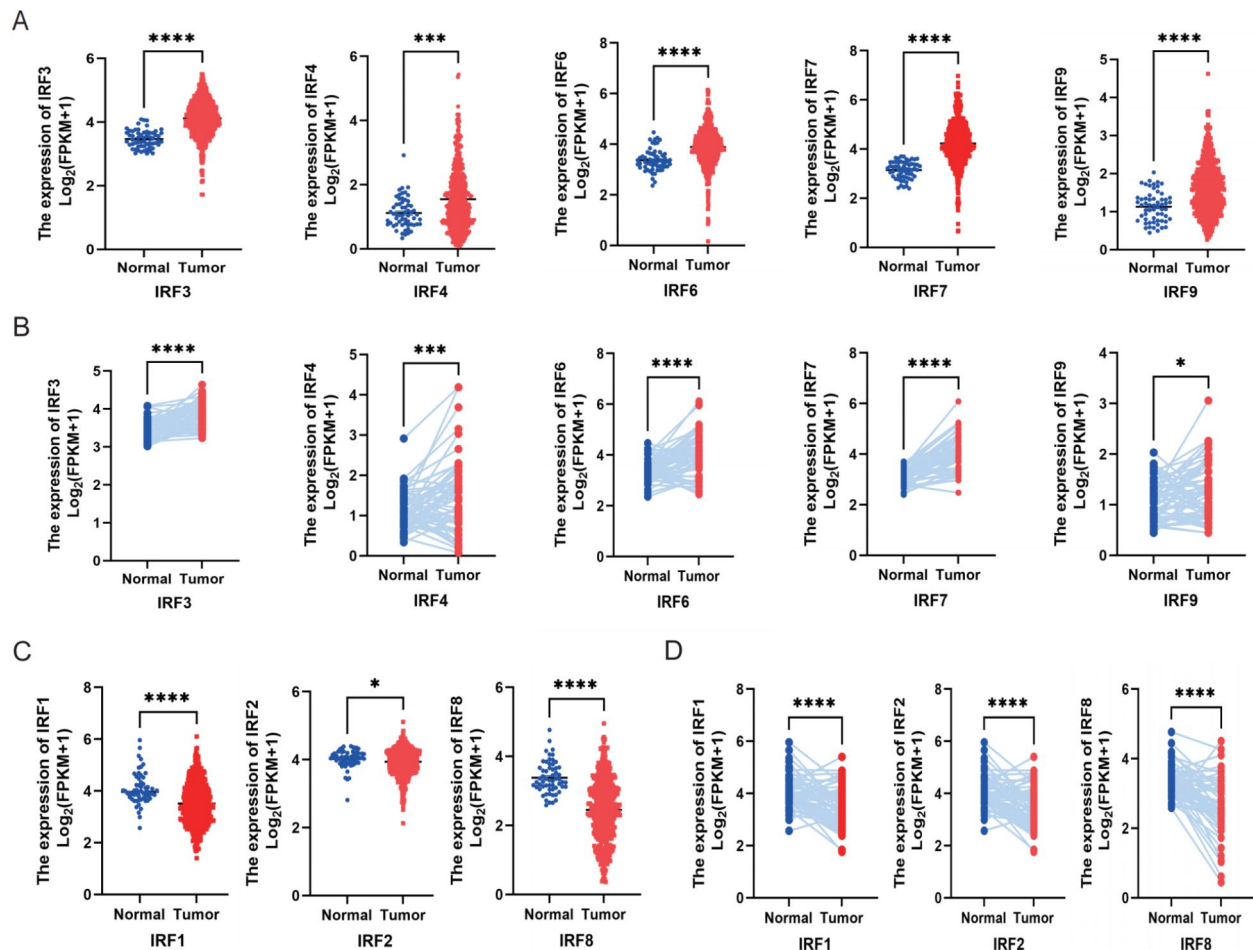 A
The expression of IRF3
Log2(FPKM+1)
6
4
2
0
****
Normal Tumor
IRF3
The expression of IRF4
Log2(FPKM+1)
6
4
2
0
***
Normal Tumor
IRF4
The expression of IRF6
Log2(FPKM+1)
8
6
4
2
0
****
Normal Tumor
IRF6
The expression of IRF7
Log2(FPKM+1)
8
6
4
2
0
****
Normal Tumor
IRF7
The expression of IRF9
Log2(FPKM+1)
5
4
3
2
1
0
****
Normal Tumor
IRF9
B
The expression of IRF3
Log2(FPKM+1)
5
4
3
2
1
0
****
Normal Tumor
IRF3
The expression of IRF4
Log2(FPKM+1)
5
4
3
2
1
0
***
Normal Tumor
IRF4
The expression of IRF6
Log2(FPKM+1)
8
6
4
2
0
****
Normal Tumor
IRF6
The expression of IRF7
Log2(FPKM+1)
8
6
4
2
0
****
Normal Tumor
IRF7
The expression of IRF9
Log2(FPKM+1)
4
3
2
1
0
*
Normal Tumor
IRF9
C
The expression of IRF1
Log2(FPKM+1)
8
6
4
2
0
****
Normal Tumor
IRF1
The expression of IRF2
Log2(FPKM+1)
6
4
2
0
*
Normal Tumor
IRF2
The expression of IRF8
Log2(FPKM+1)
6
5
4
3
2
1
0
****
Normal Tumor
IRF8
D
The expression of IRF1
Log2(FPKM+1)
8
6
4
2
0
****
Normal Tumor
IRF1
The expression of IRF2
Log2(FPKM+1)
8
6
4
2
0
****
Normal Tumor
IRF2
The expression of IRF8
Log2(FPKM+1)
6
4
2
0
****
Normal Tumor
IRF8